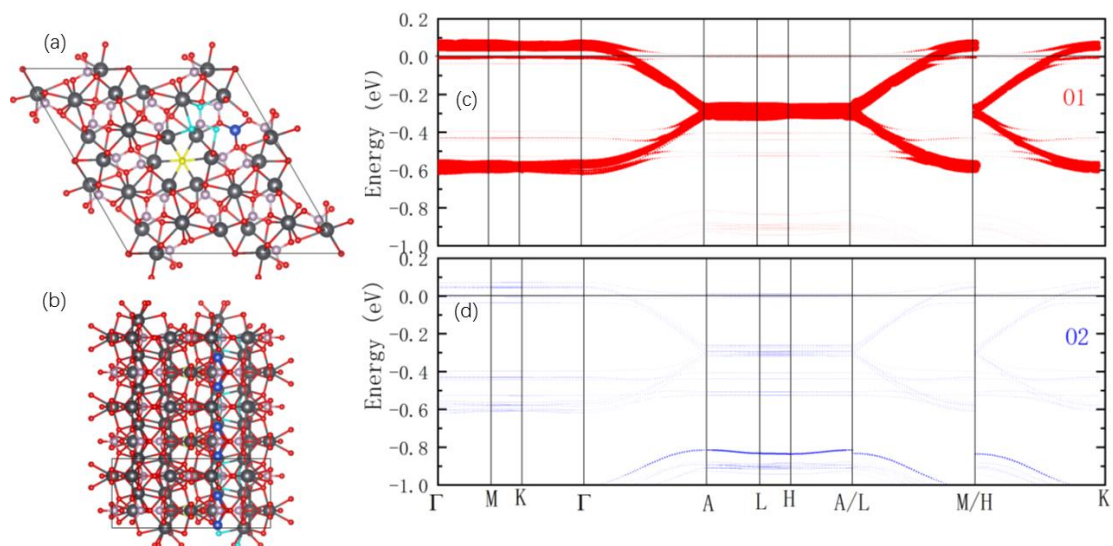 (a)
(b)
0.2
0.0
-0.2
-0.4
-0.6
-0.8
-1.0
Energy (eV)
(c)
O1
0.2
0.0
-0.2
-0.4
-0.6
-0.8
-1.0
Energy (eV)
(d)
O2
Γ M K Γ A L H A/L M/H K